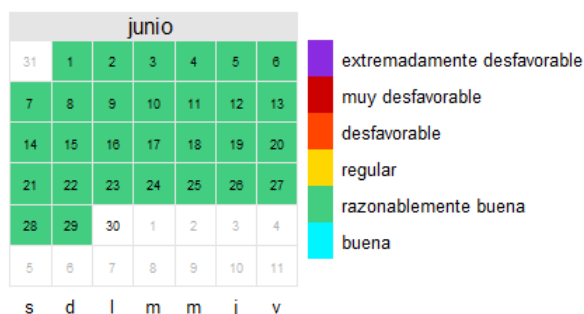 junio
31 1 2 3 4 5 6
7 8 9 10 11 12 13
14 15 16 17 18 19 20
21 22 23 24 25 26 27
28 29 30 1 2 3 4
5 6 7 8 9 10 11
s d l m m j v
extremadamente desfavorable
muy desfavorable
desfavorable
regular
razonablemente buena
buena